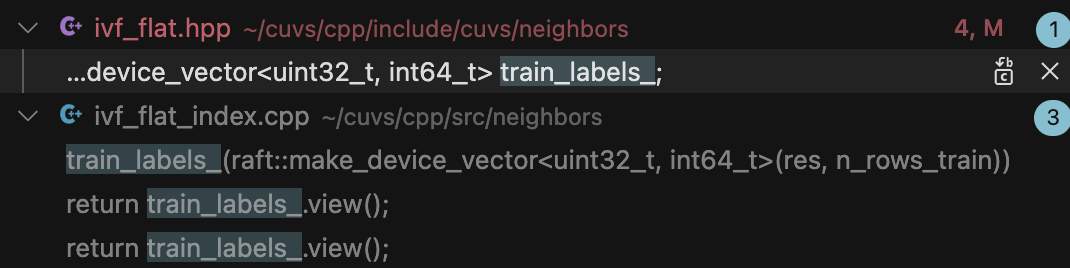 ivf_flat.hpp ~/cuvs/cpp/include/cuvs/neighbors 4, M 1
...device_vector<uint32_t, int64_t> train_labels_;
ivf_flat_index.cpp ~/cuvs/cpp/src/neighbors 3
train_labels_(raft::make_device_vector<uint32_t, int64_t>(res, n_rows_train))
return train_labels_.view();
return train_labels_.view();